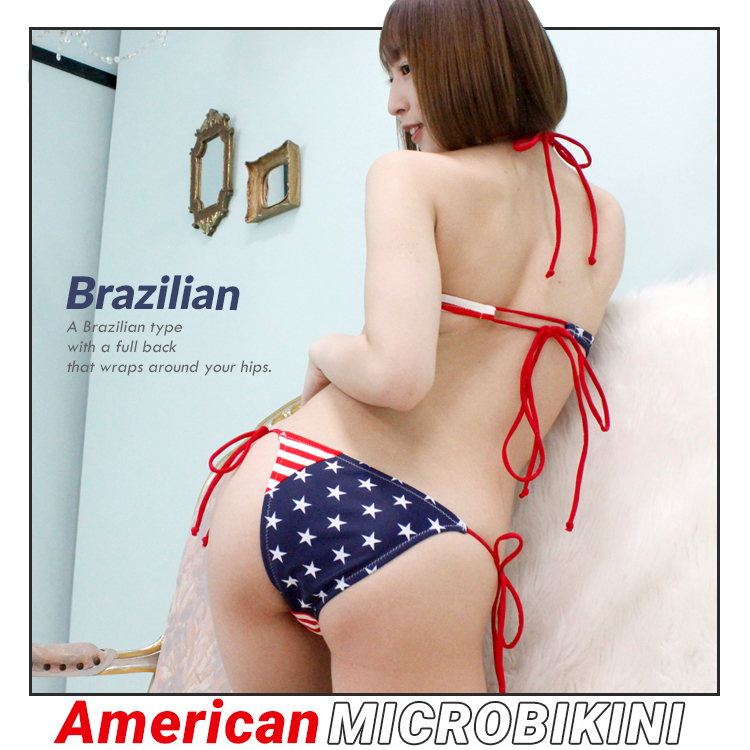 Brazilian
A Brazilian type
with a full back
that wraps around your hips.
American MICROBIKINI